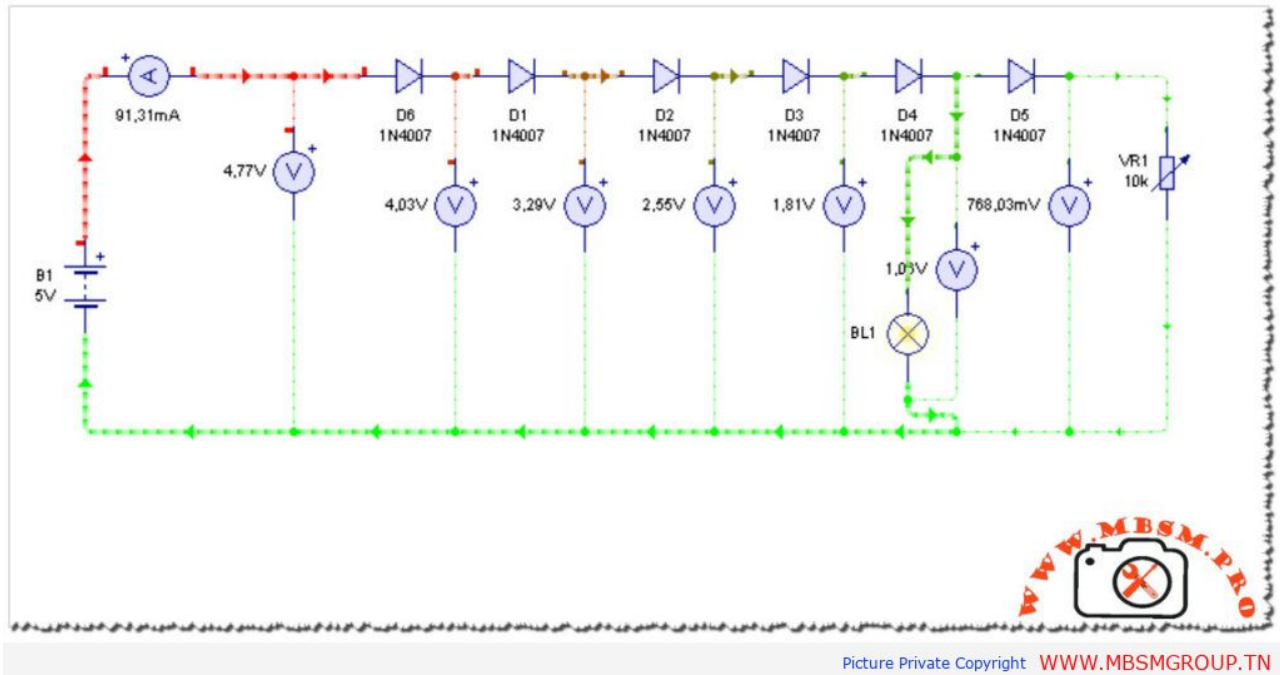 91,31mA
D6
1N4007
D1
1N4007
D2
1N4007
D3
1N4007
D4
1N4007
D5
1N4007
VR1
10k
4,77V
4,03V
3,29V
2,55V
1,81V
768,03mV
B1
5V
BL1
WWW.MBSM.PRO
Picture Private Copyright WWW.MBSMGROUP.TN